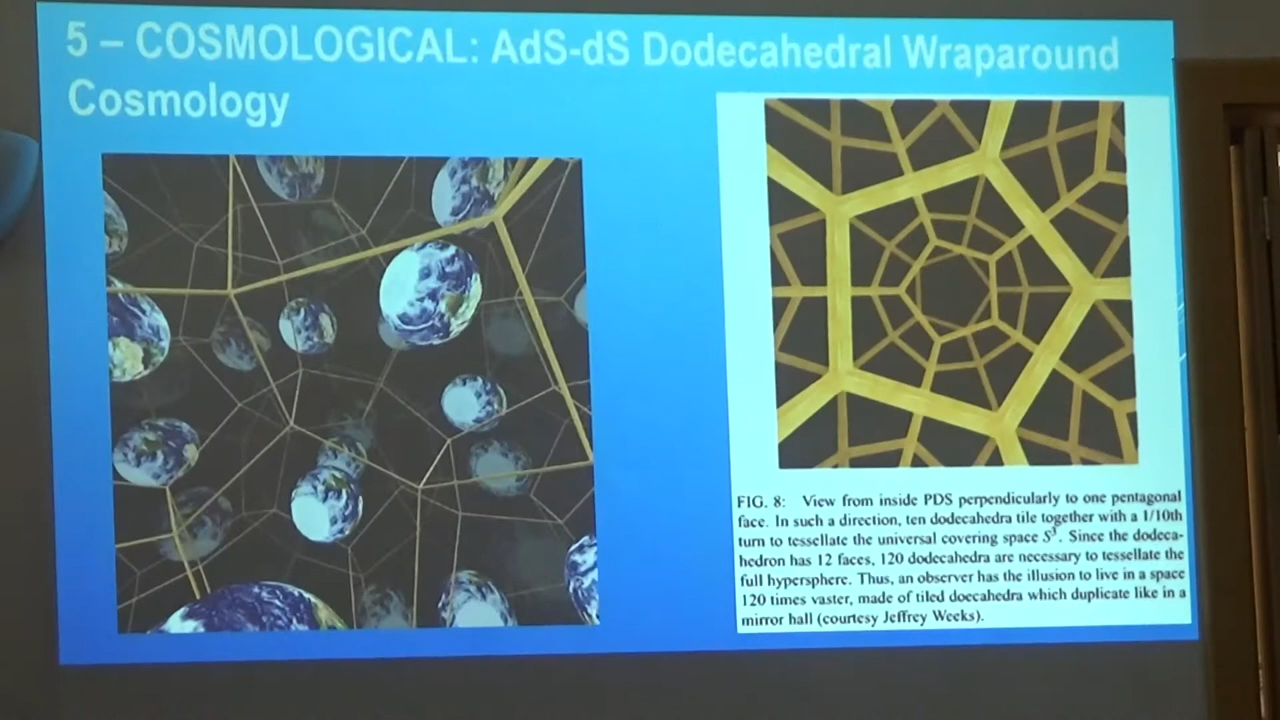 5 – COSMOLOGICAL: AdS-dS Dodecahedral Wraparound
Cosmology
FIG. 8: View from inside PDS perpendicularly to one pentagonal
face. In such a direction, ten dodecahedra tile together with a 1/10th
turn to tessellate the universal covering space S³. Since the dodeca-
hedron has 12 faces, 120 dodecahedra are necessary to tessellate the
full hypersphere. Thus, an observer has the illusion to live in a space
120 times vaster, made of tiled doecahedra which duplicate like in a
mirror hall (courtesy Jeffrey Weeks).